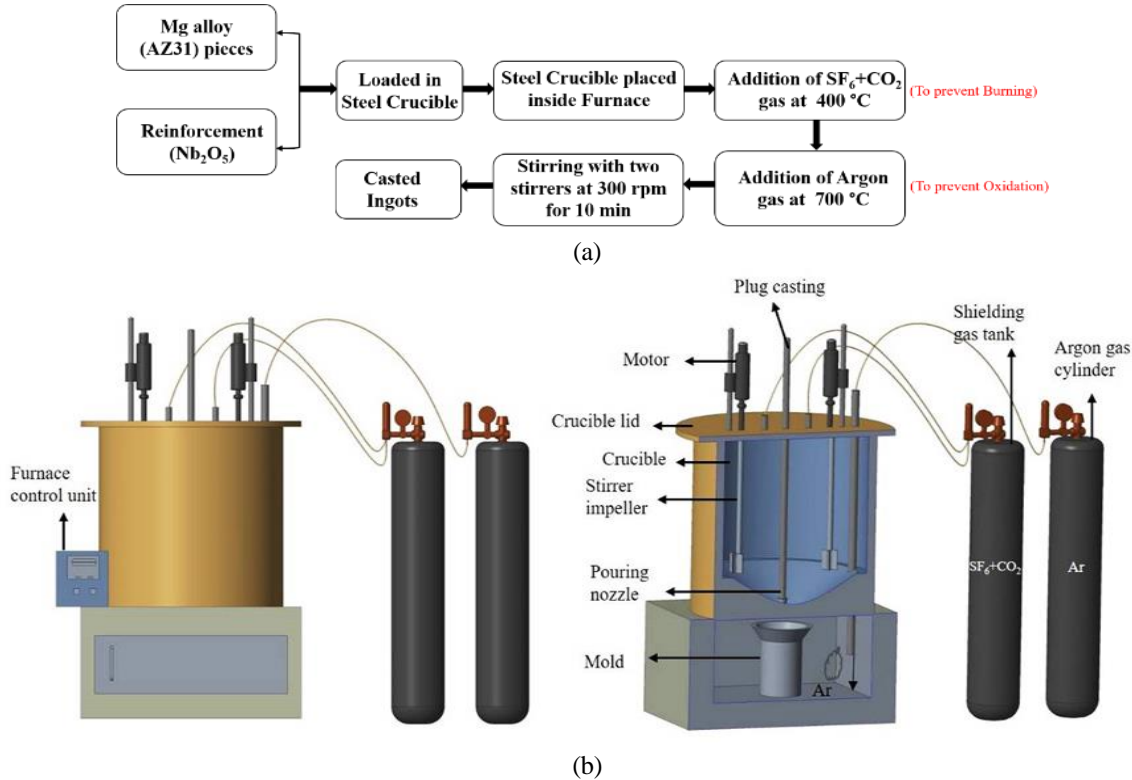 Mg alloy
(AZ31) pieces
Reinforcement
(Nb₂O₅)
Loaded in
Steel Crucible
Steel Crucible placed
inside Furnace
Addition of SF₆+CO₂
gas at 400 °C
(To prevent Burning)
Addition of Argon
gas at 700 °C
(To prevent Oxidation)
Stirring with two
stirrers at 300 rpm
for 10 min
Casted
Ingots
(a)
Furnace
control unit
Plug casting
Motor
Crucible lid
Crucible
Stirrer
impeller
Pouring
nozzle
Mold
Ar
Shielding
gas tank
Argon gas
cylinder
SF₆+CO₂
Ar
(b)